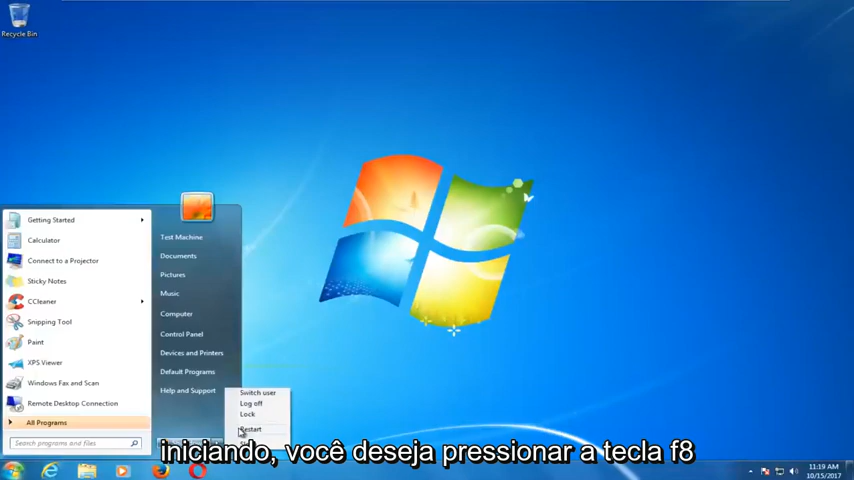 Recycle Bin
Getting Started
Calculator
Connect to a Projector
Sticky Notes
CCleaner
Snipping Tool
Paint
XPS Viewer
Windows Fax and Scan
Remote Desktop Connection
All Programs
Search programs and files
Test Machine
Documents
Pictures
Music
Computer
Control Panel
Devices and Printers
Default Programs
Help and Support
Switch user
Log off
Lock
Restart
iniciando, você deseja pressionar a tecla f8
11:19 AM
10/15/2017